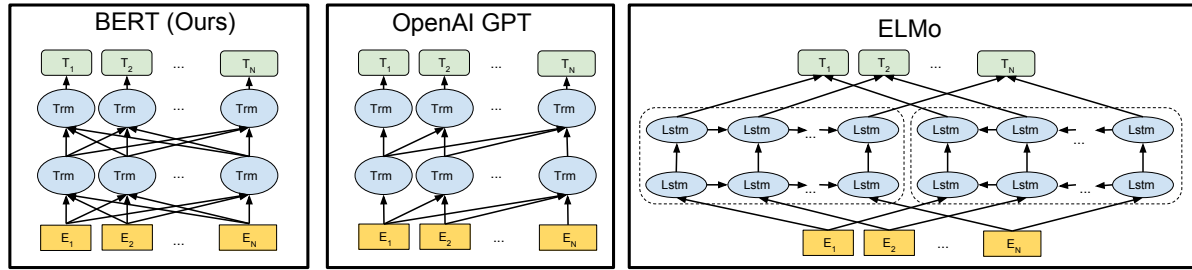 BERT (Ours)
T1 T2 ... TN
Trm Trm ... Trm
Trm Trm ... Trm
E1 E2 ... EN
OpenAI GPT
T1 T2 ... TN
Trm Trm ... Trm
Trm Trm ... Trm
E1 E2 ... EN
ELMo
T1 T2 ... TN
Lstm Lstm ... Lstm Lstm Lstm ... Lstm
Lstm Lstm ... Lstm Lstm Lstm ... Lstm
E1 E2 ... EN